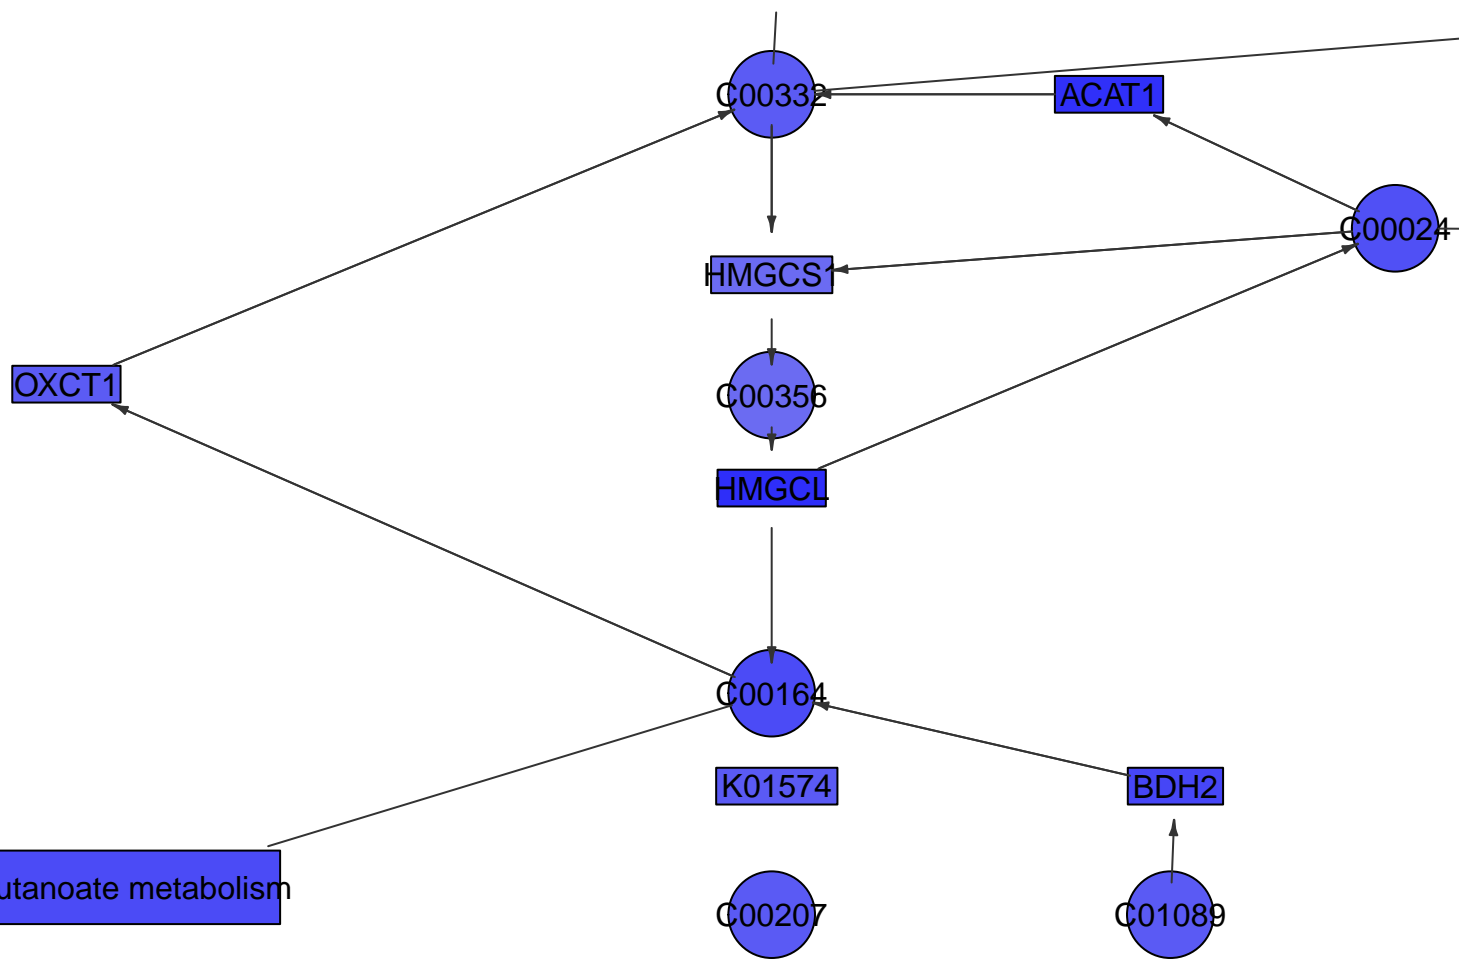 C00332
ACAT1
C00024
HMGCS1
OXCT1
C00356
HMGCL
C00164
K01574
BDH2
utanoate metabolism
C00207
C01089